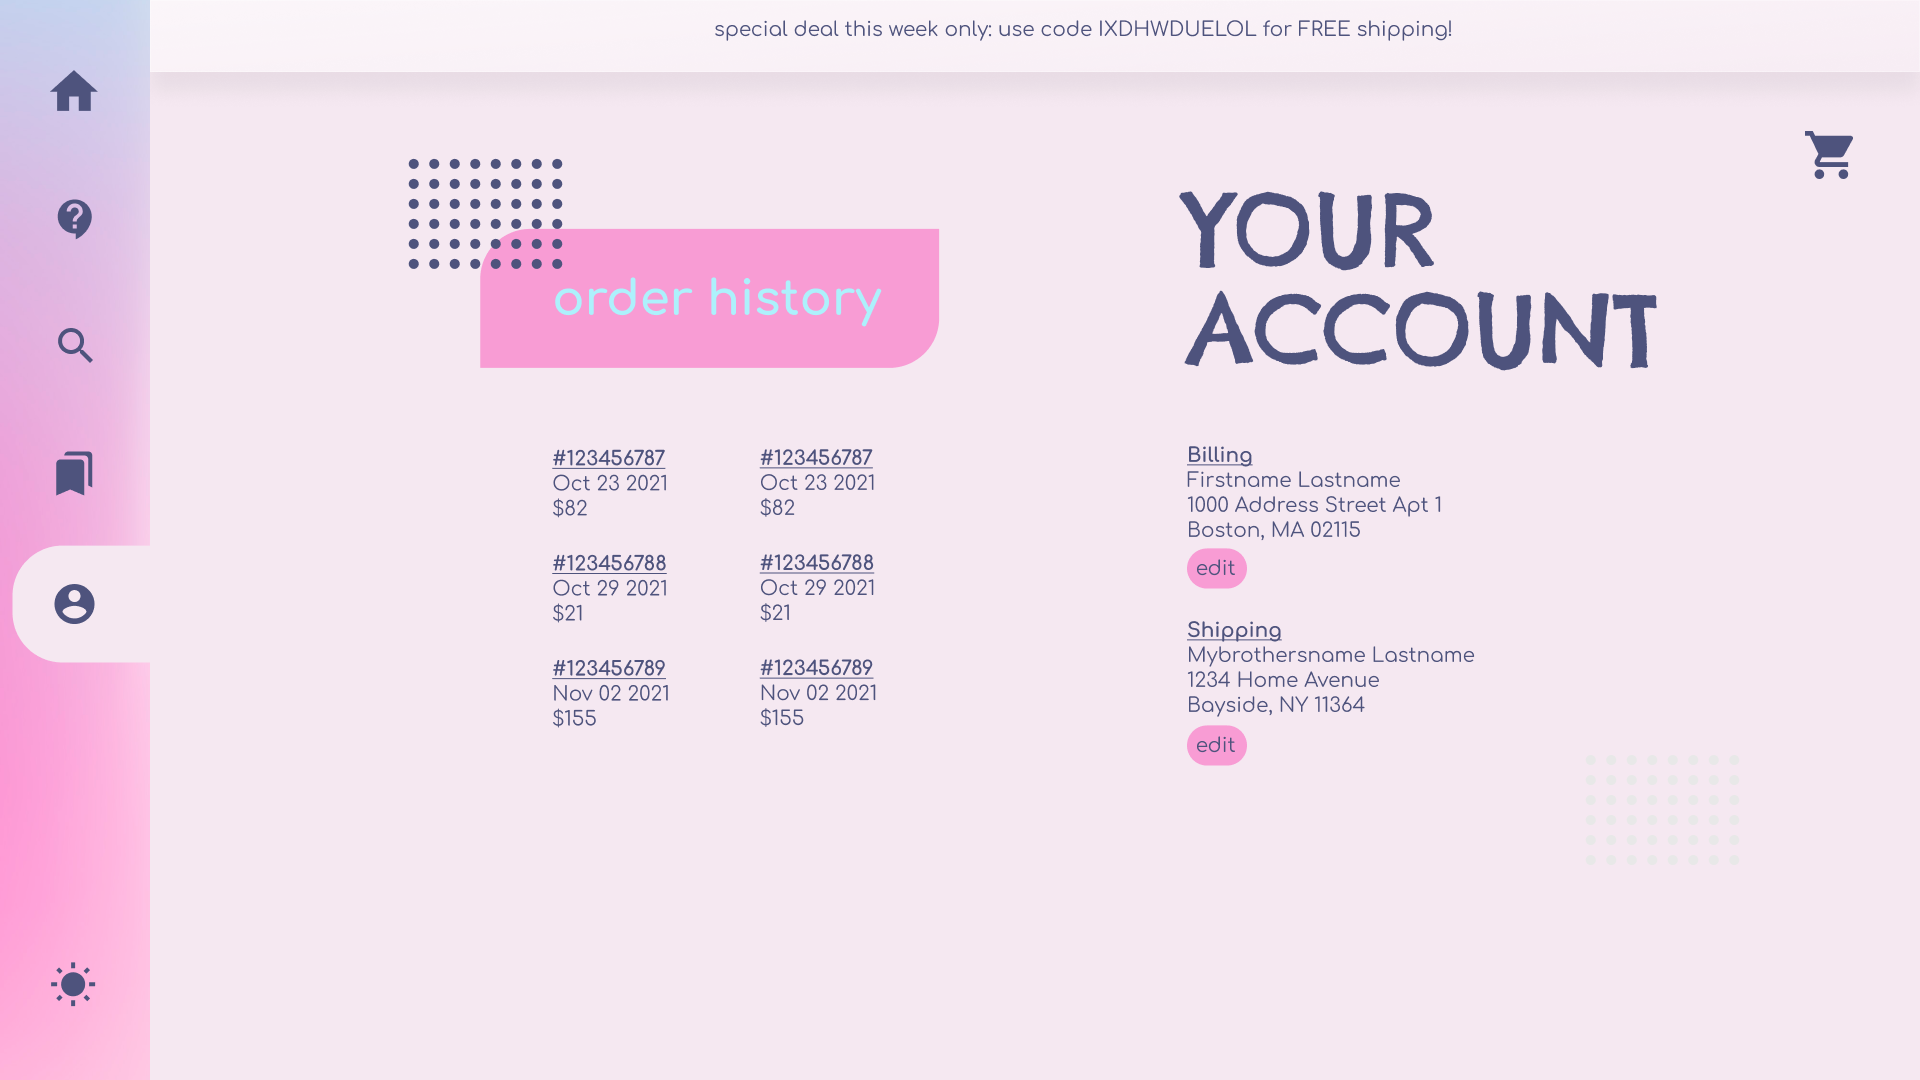 special deal this week only: use code IXDHWDUELOL for FREE shipping!
order history
#123456787
Oct 23 2021
$82
#123456788
Oct 29 2021
$21
#123456789
Nov 02 2021
$155
#123456787
Oct 23 2021
$82
#123456788
Oct 29 2021
$21
#123456789
Nov 02 2021
$155
YOUR
ACCOUNT
Billing
Firstname Lastname
1000 Address Street Apt 1
Boston, MA 02115
edit
Shipping
Mybrothersname Lastname
1234 Home Avenue
Bayside, NY 11364
edit